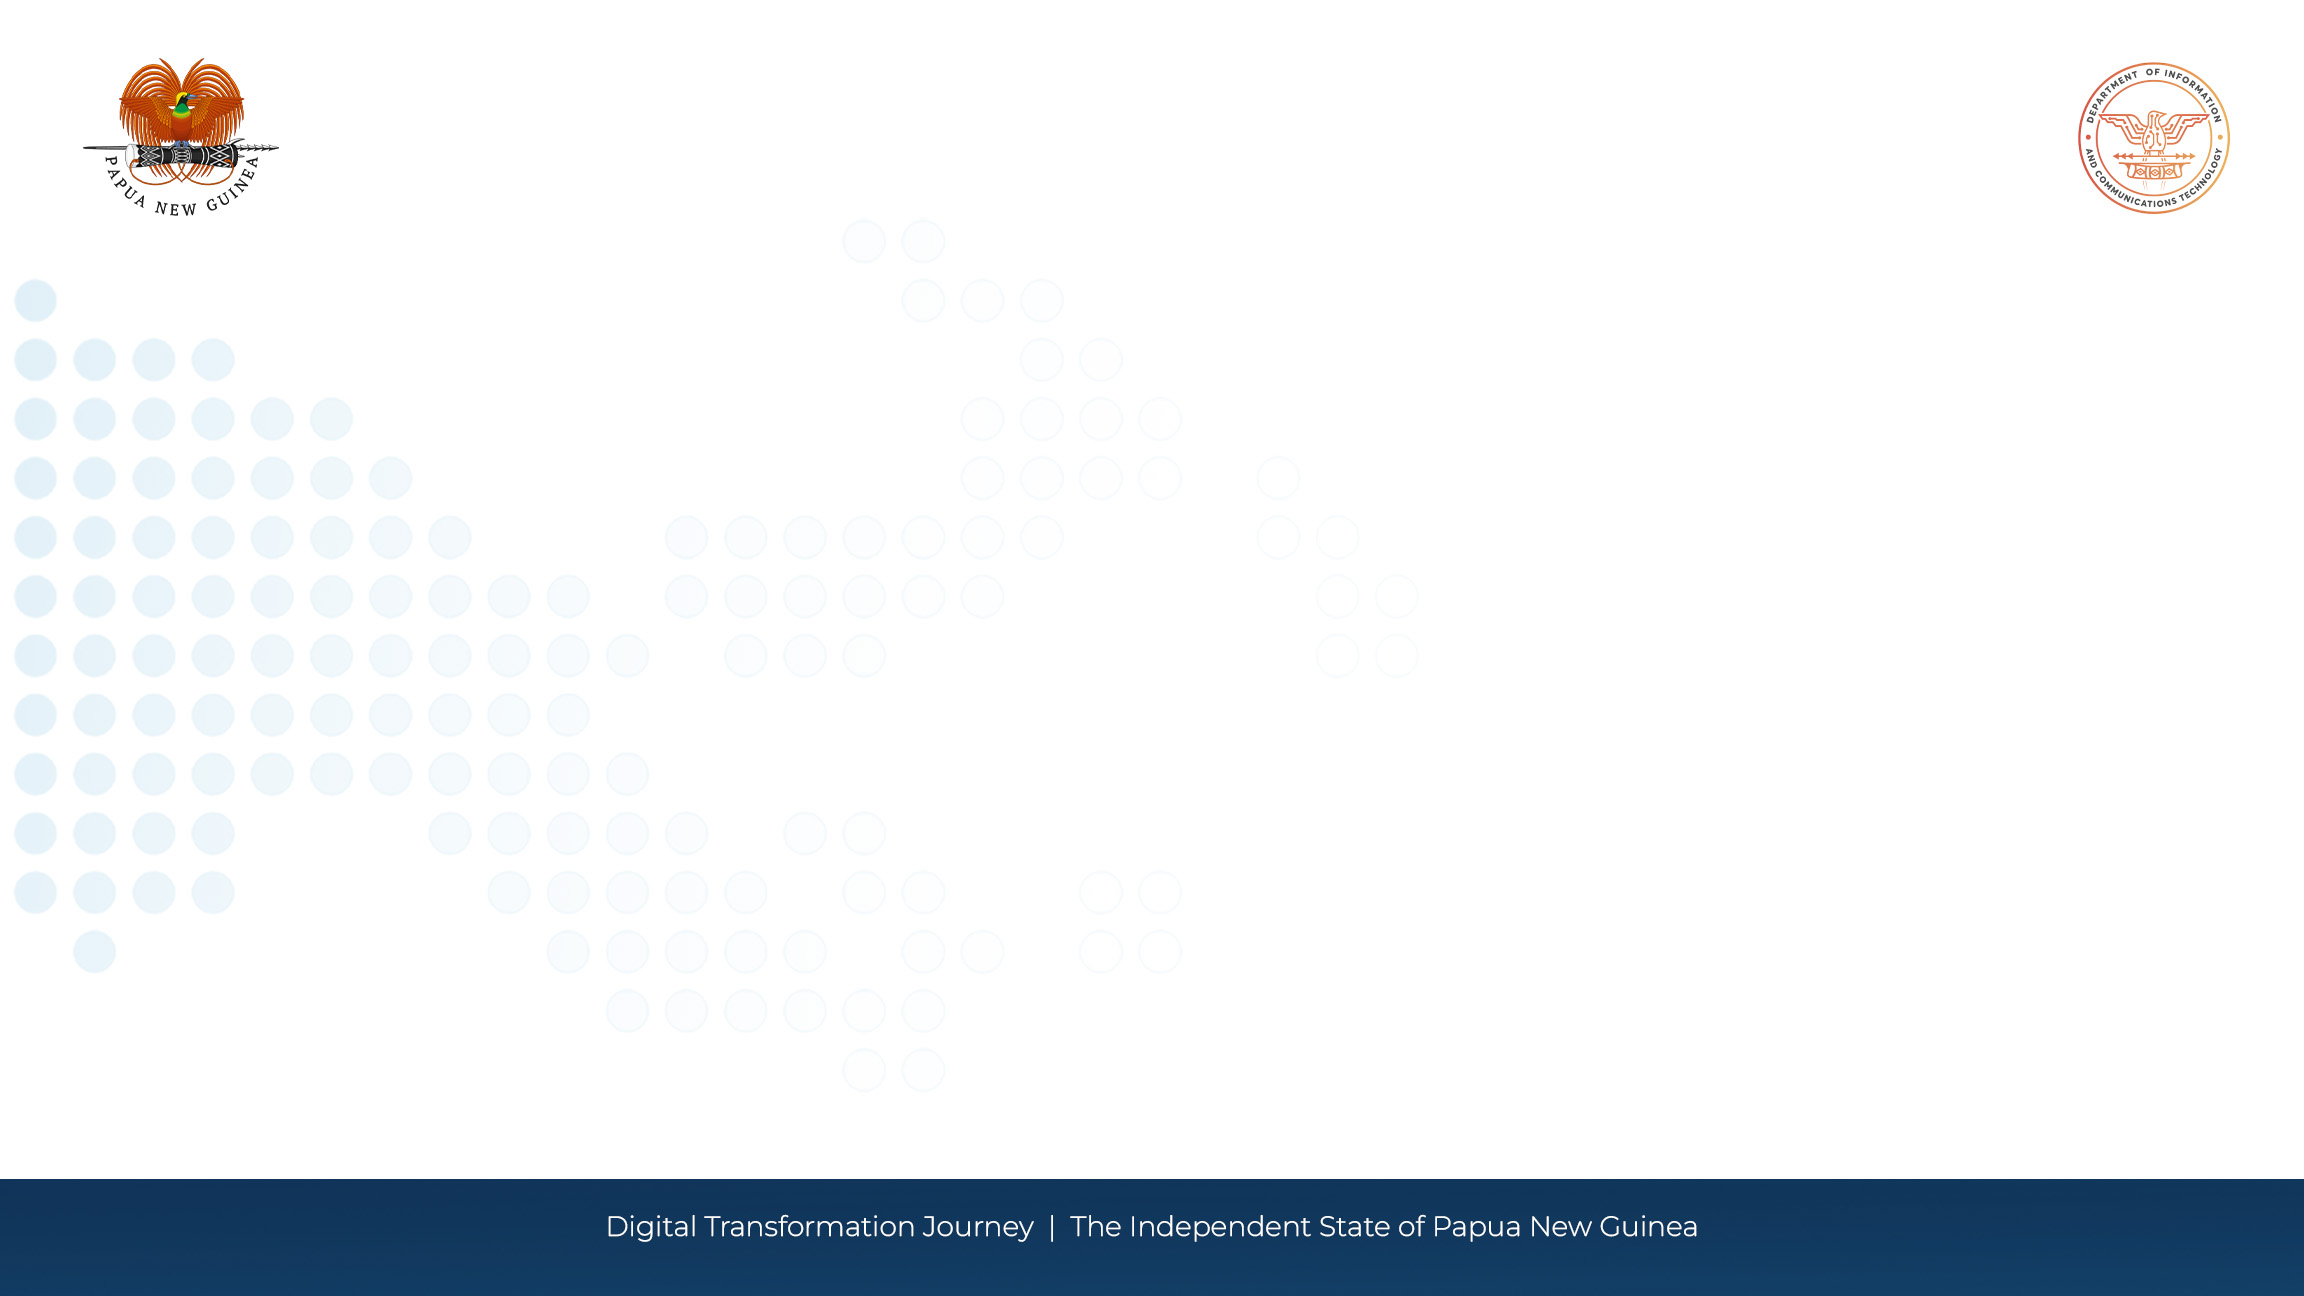 PAPUA NEW GUINEA
DEPARTMENT OF INFORMATION
AND COMMUNICATIONS TECHNOLOGY
Digital Transformation Journey | The Independent State of Papua New Guinea